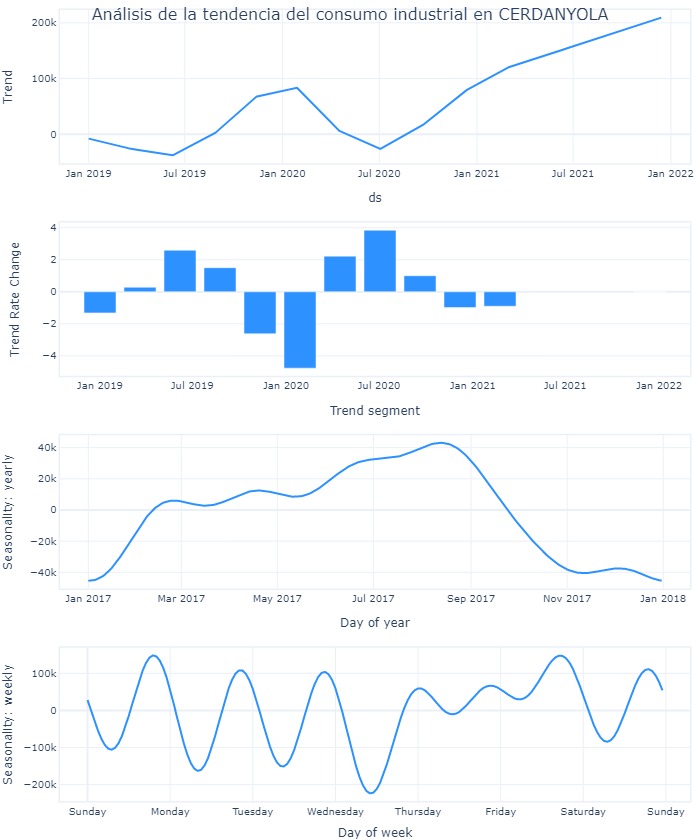 Análisis de la tendencia del consumo industrial en CERDANYOLA
200k
100k
0
Trend
Jan 2019 Jul 2019 Jan 2020 Jul 2020 Jan 2021 Jul 2021 Jan 2022
ds
4
2
0
−2
−4
Trend Rate Change
Jan 2019 Jul 2019 Jan 2020 Jul 2020 Jan 2021 Jul 2021 Jan 2022
Trend segment
40k
20k
0
−20k
−40k
Seasonality: yearly
Jan 2017 Mar 2017 May 2017 Jul 2017 Sep 2017 Nov 2017 Jan 2018
Day of year
100k
0
−100k
−200k
Seasonality: weekly
Sunday Monday Tuesday Wednesday Thursday Friday Saturday Sunday
Day of week